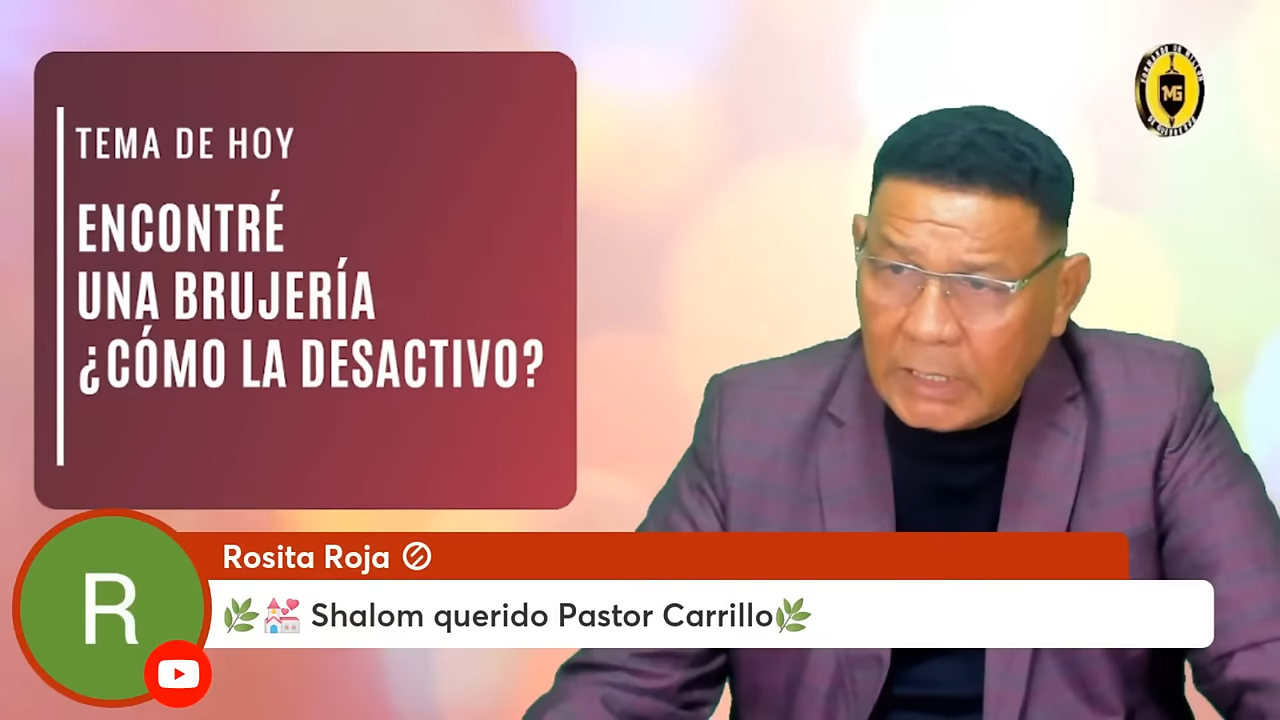 TEMA DE HOY
ENCONTRÉ
UNA BRUJERÍA
¿CÓMO LA DESACTIVO?
MG
Rosita Roja
🌿💒 Shalom querido Pastor Carrillo🌿
R